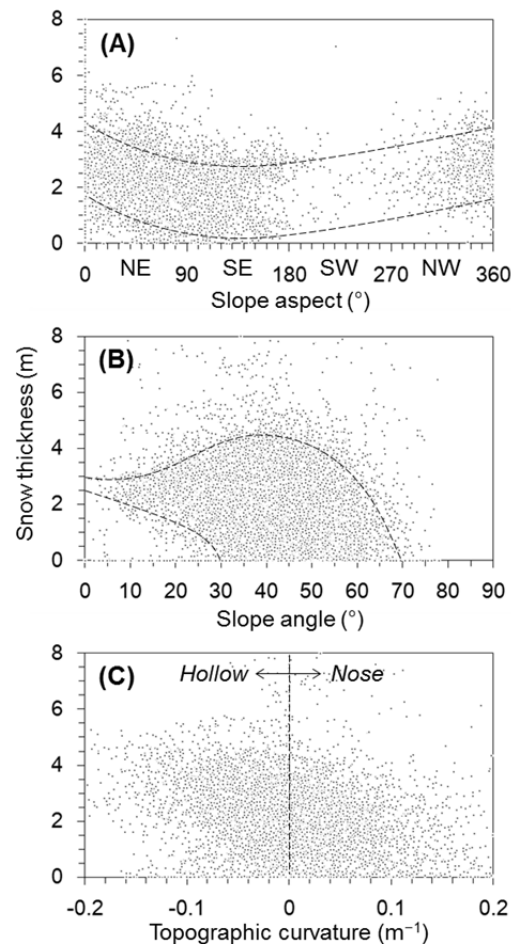 (A)
8
6
4
2
0
NE SE SW NW
0 90 180 270 360
Slope aspect (°)
Snow thickness (m)
(B)
8
6
4
2
0
0 10 20 30 40 50 60 70 80 90
Slope angle (°)
(C)
Hollow Nose
8
6
4
2
0
-0.2 -0.1 0 0.1 0.2
Topographic curvature (m⁻¹)